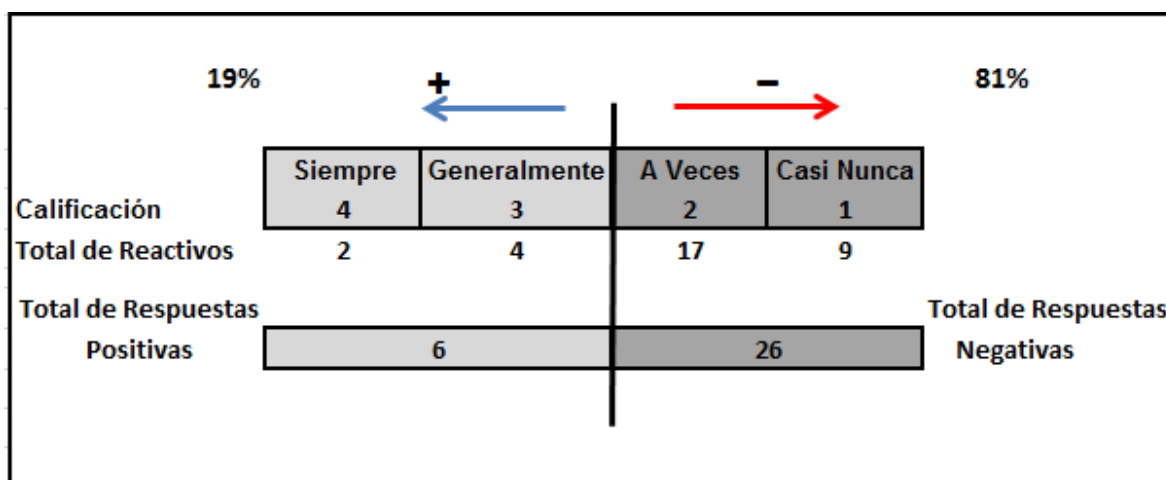 19% + – 81%
Siempre Generalmente A Veces Casi Nunca
Calificación 4 3 2 1
Total de Reactivos 2 4 17 9
Total de Respuestas Total de Respuestas
Positivas 6 26 Negativas